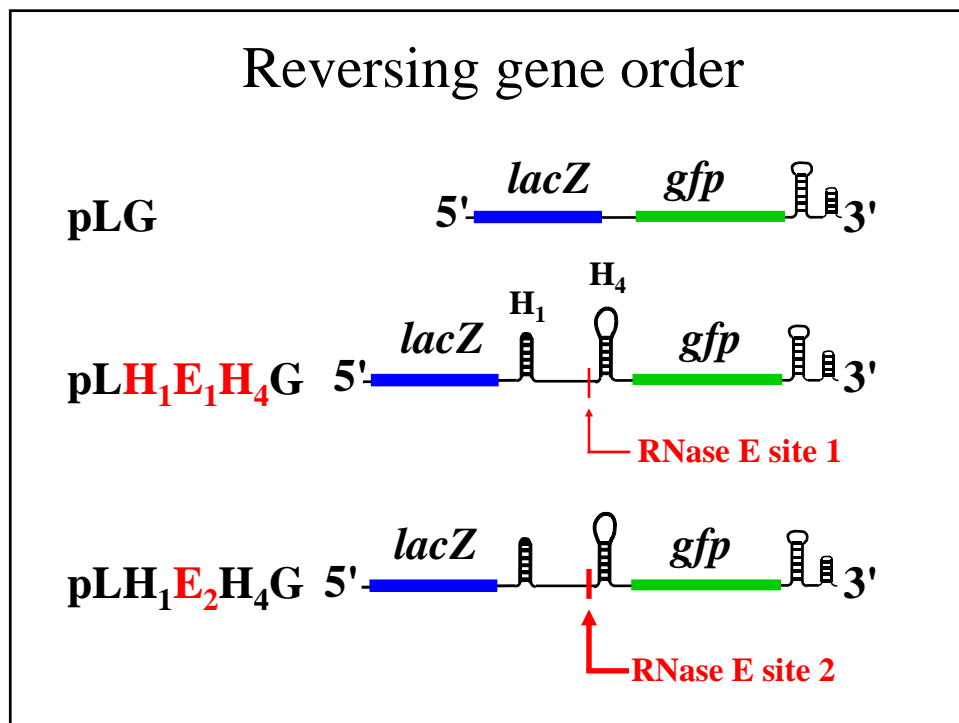 Reversing gene order
lacZ gfp
pLG 5' 3'
H₁ H₄
lacZ gfp
pLH₁E₁H₄G 5' 3'
RNase E site 1
lacZ gfp
pLH₁E₂H₄G 5' 3'
RNase E site 2